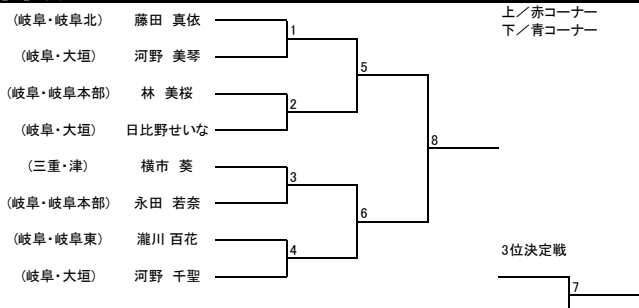 上／赤コーナー
下／青コーナー
(岐阜・岐阜北) 藤田 真依
1
(岐阜・大垣) 河野 美琴
5
(岐阜・岐阜本部) 林 美桜
2
(岐阜・大垣) 日比野せいな
8
(三重・津) 横市 葵
3
(岐阜・岐阜本部) 永田 若奈
6
(岐阜・岐阜東) 瀧川 百花
4
(岐阜・大垣) 河野 千聖
3位決定戦
7